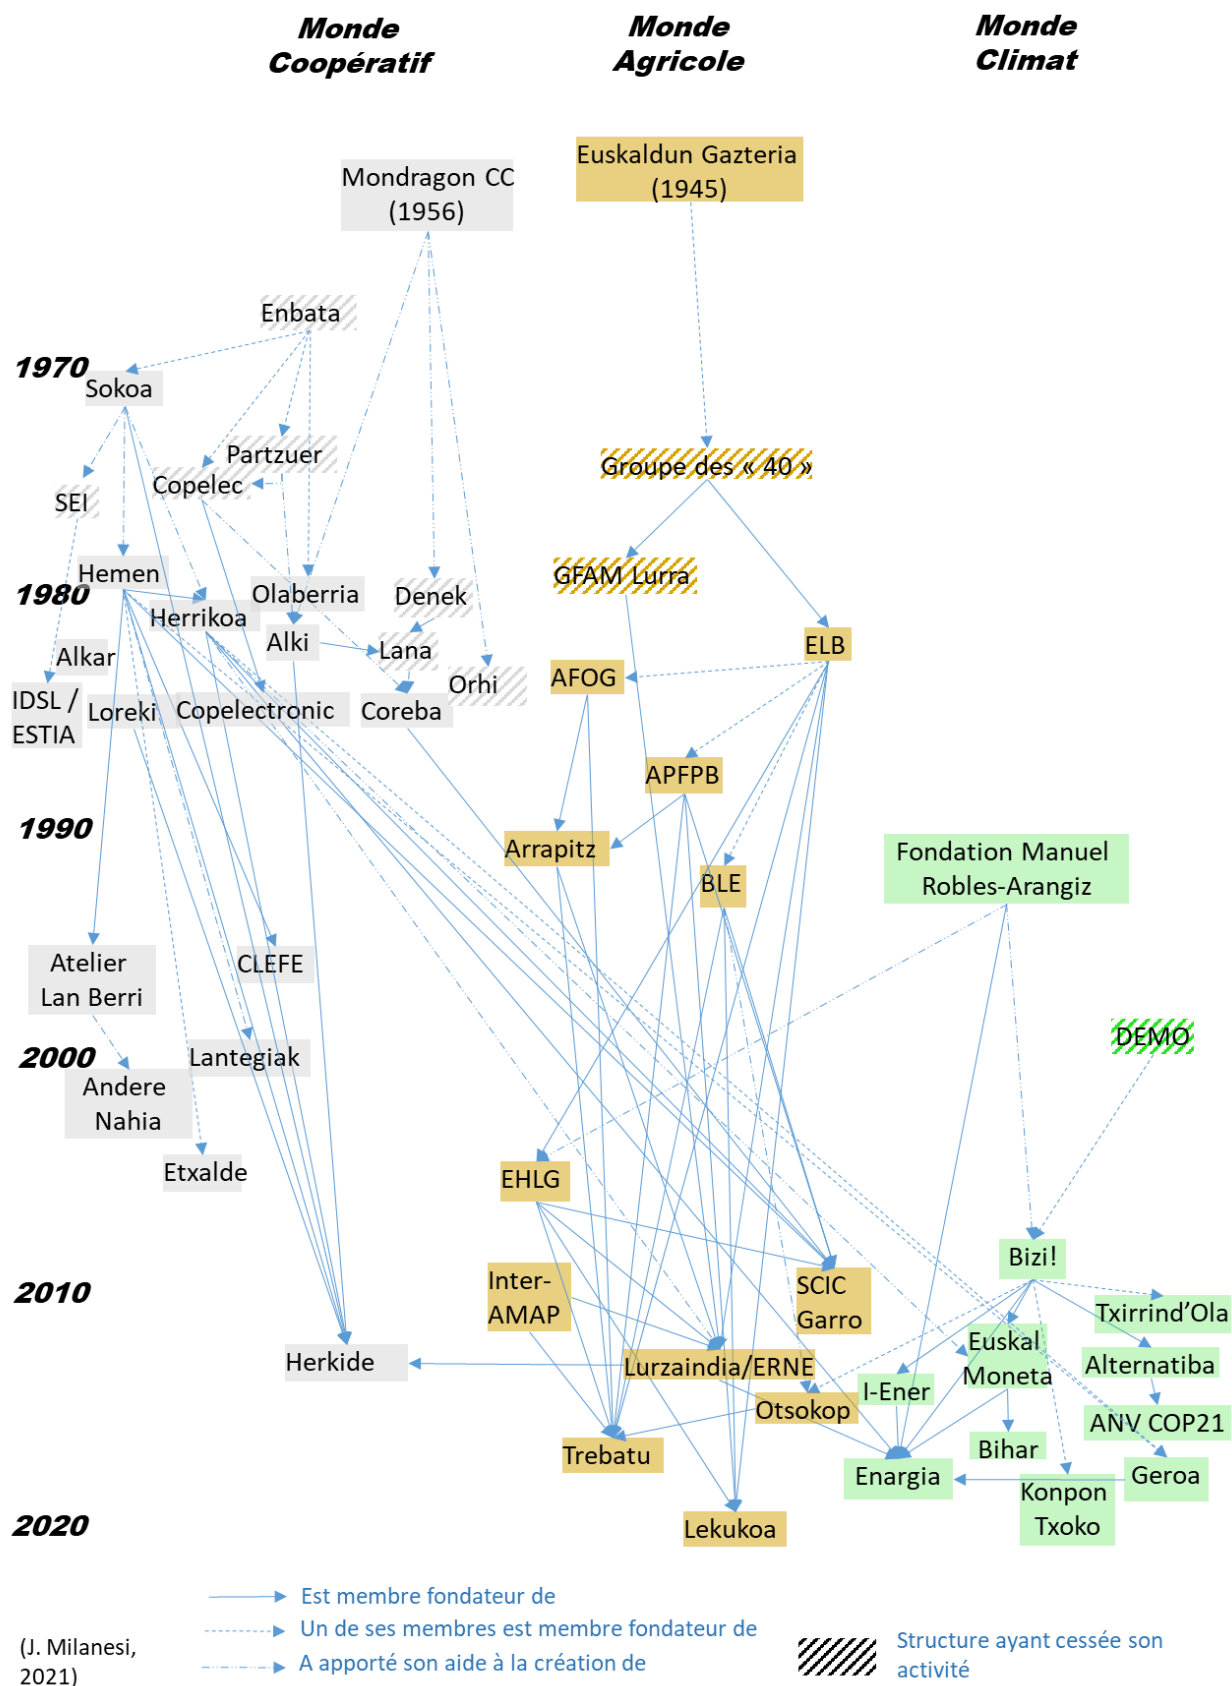 Monde
Coopératif
Monde
Agricole
Monde
Climat
Euskaldun Gazteria
(1945)
Mondragon CC
(1956)
Enbata
1970
Sokoa
Partzuer
Groupe des « 40 »
Copelec
SEI
Hemen
GFAM Lurra
1980
Olaberria
Denek
Herrikoa
Alki
ELB
Lana
Alkar
AFOG
Orhi
IDSL /
ESTIA
Loreki
Copelectronic
Coreba
APFPB
1990
Arrapitz
Fondation Manuel
Robles-Arangiz
BLE
Atelier
Lan Berri
CLEFE
DEMO
2000
Lantegiak
Andere
Nahia
Etxalde
EHLG
Bizi!
2010
Inter-
AMAP
SCIC
Garro
Txirrind'Ola
Euskal
Moneta
Herkide
Lurzaindia/ERNE
Alternatiba
I-Ener
Otsokop
ANV COP21
Bihar
Trebatu
Enargia
Geroa
Konpon
Txoko
2020
Lekukoa
Est membre fondateur de
Un de ses membres est membre fondateur de
A apporté son aide à la création de
(J. Milanesi,
2021)
Structure ayant cessée son
activité